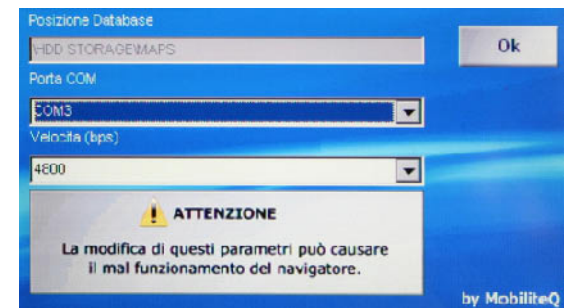 Posizione Database
\HDD STORAGE\MAPS
Ok
Porta COM
COM3
Velocita (bps)
4800
ATTENZIONE
La modifica di questi parametri può causare
il mal funzionamento del navigatore.
by MobiliteQ